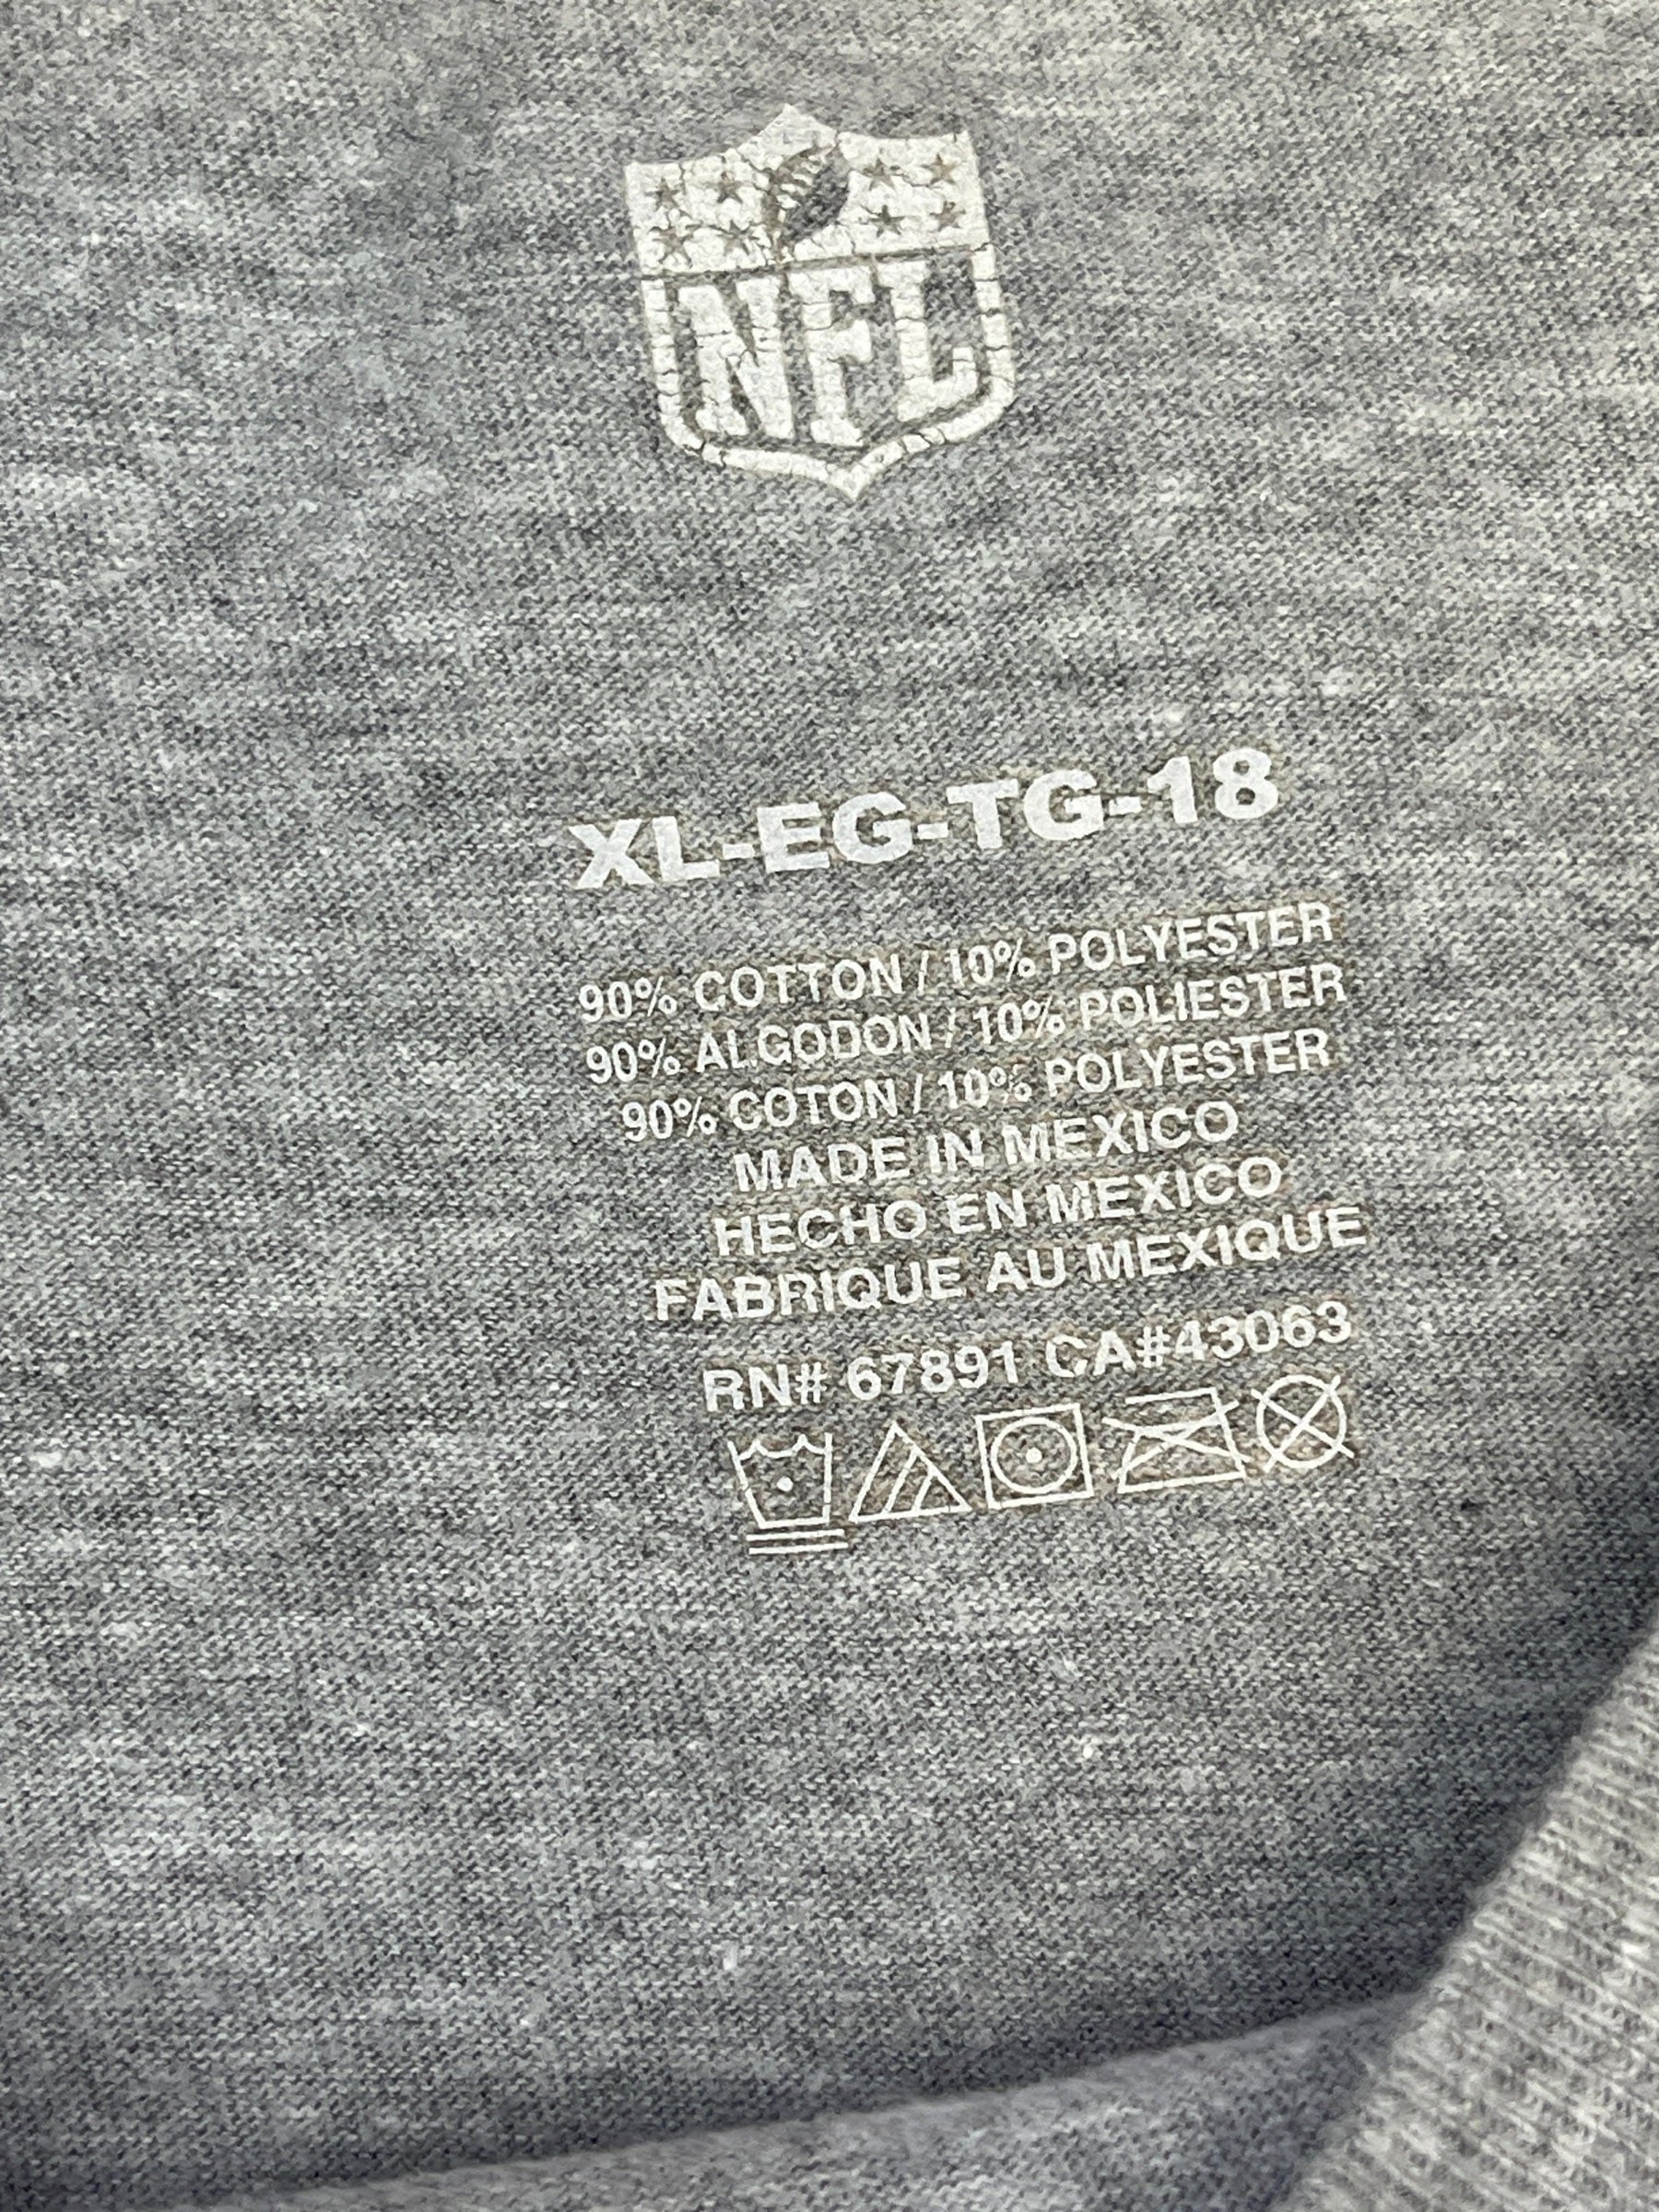 NFL
XL-EG-TG-18
90% COTTON / 10% POLYESTER
90% ALGODON / 10% POLIESTER
90% COTON / 10% POLYESTER
MADE IN MEXICO
HECHO EN MEXICO
FABRIQUE AU MEXIQUE
RN# 67891 CA#43063